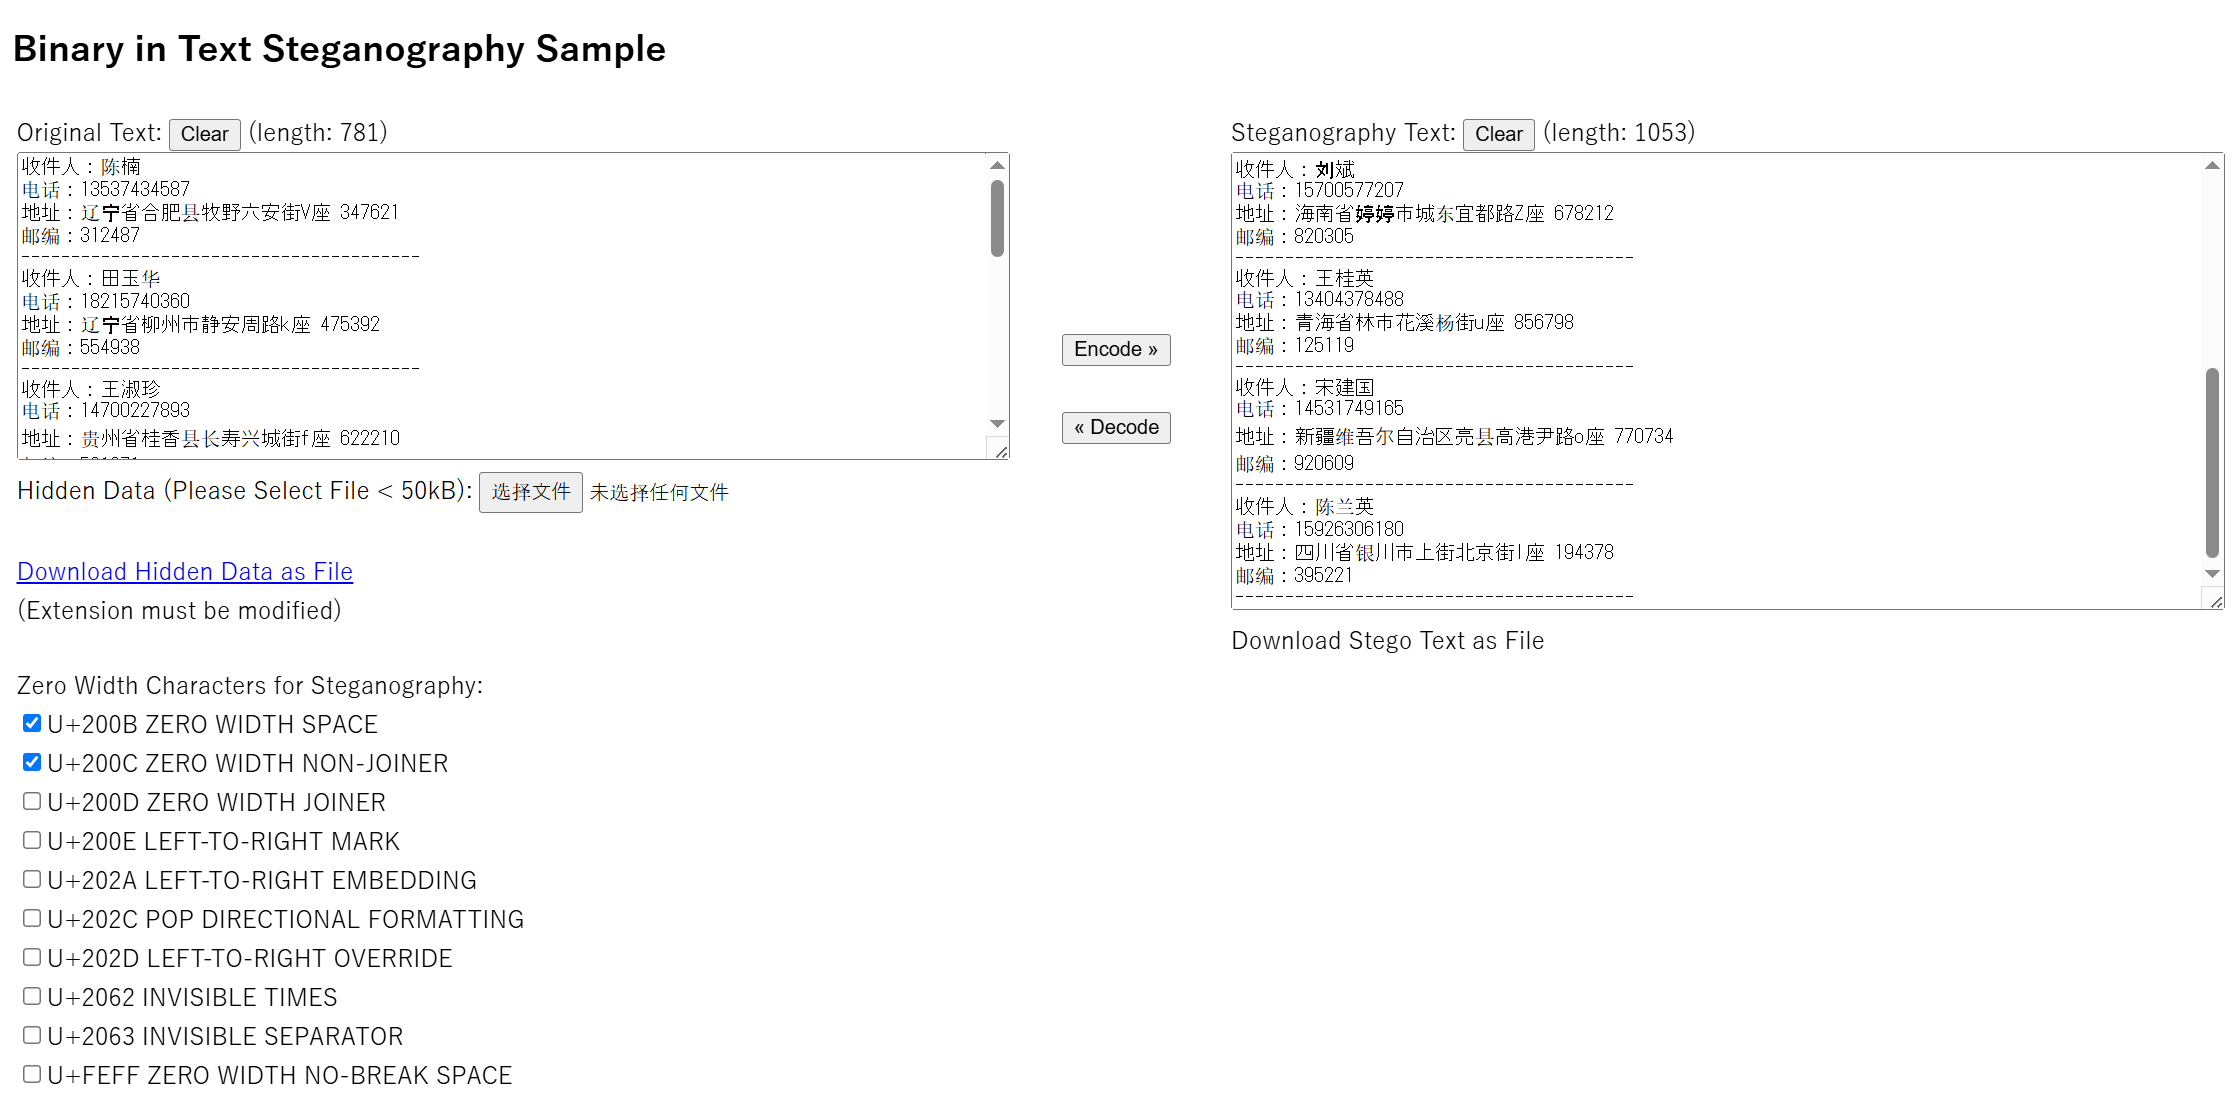 Binary in Text Steganography Sample
Original Text: Clear (length: 781)
收件人：陈楠
电话：13537434587
地址：辽宁省合肥县牧野六安街V座 347621
邮编：312487
----------------------------------------
收件人：田玉华
电话：18215740360
地址：辽宁省柳州市静安周路k座 475392
邮编：554938
----------------------------------------
收件人：王淑珍
电话：14700227893
地址：贵州省桂香县长寿兴城街f座 622210
Hidden Data (Please Select File < 50kB): 选择文件 未选择任何文件
Download Hidden Data as File
(Extension must be modified)
Zero Width Characters for Steganography:
U+200B ZERO WIDTH SPACE
U+200C ZERO WIDTH NON-JOINER
U+200D ZERO WIDTH JOINER
U+200E LEFT-TO-RIGHT MARK
U+202A LEFT-TO-RIGHT EMBEDDING
U+202C POP DIRECTIONAL FORMATTING
U+202D LEFT-TO-RIGHT OVERRIDE
U+2062 INVISIBLE TIMES
U+2063 INVISIBLE SEPARATOR
U+FEFF ZERO WIDTH NO-BREAK SPACE
Encode »
« Decode
Steganography Text: Clear (length: 1053)
收件人：刘斌
电话：15700577207
地址：海南省婷婷市城东宜都路Z座 678212
邮编：820305
----------------------------------------
收件人：王桂英
电话：13404378488
地址：青海省林市花溪杨街u座 856798
邮编：125119
----------------------------------------
收件人：宋建国
电话：14531749165
地址：新疆维吾尔自治区亮县高港尹路o座 770734
邮编：920609
----------------------------------------
收件人：陈兰英
电话：15926306180
地址：四川省银川市上街北京街l座 194378
邮编：395221
----------------------------------------
Download Stego Text as File